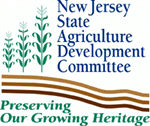 New Jersey
State
Agriculture
Development
Committee
Preserving
Our Growing Heritage